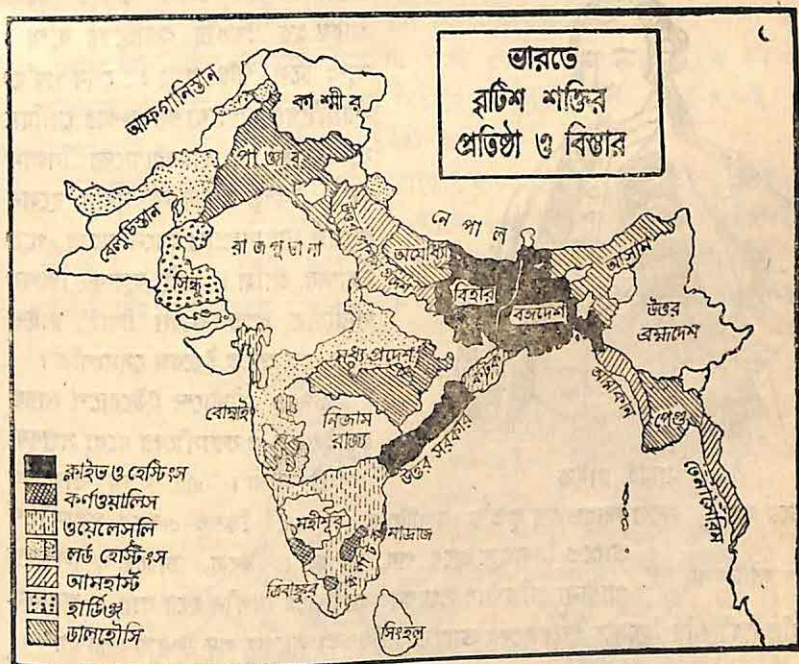 ভারতে
বৃটিশ শক্তির
প্রতিষ্ঠা ও বিস্তার
আফগানিস্তান
কাশ্মীর
পাঞ্জাব
বেলুচিস্তান
রাজপুতানা
সিন্ধু
নেপাল
অযোধ্যা
আসাম
বিহার
বঙ্গদেশ
উত্তর
ব্রহ্মদেশ
মধ্যপ্রদেশ
আরাকান
পেগু
বোম্বাই
নিজাম
রাজ্য
উত্তর সরকার
তেনাসেরিম
মহীশূর
মাদ্রাজ
কর্ণাট
ত্রিবাঙ্কুর
সিংহল
ক্লাইভ ও হেস্টিংস
কর্ণওয়ালিস
ওয়েলেসলি
লর্ড হেস্টিংস
আমহার্স্ট
হার্ডিঞ্জ
ডালহৌসি